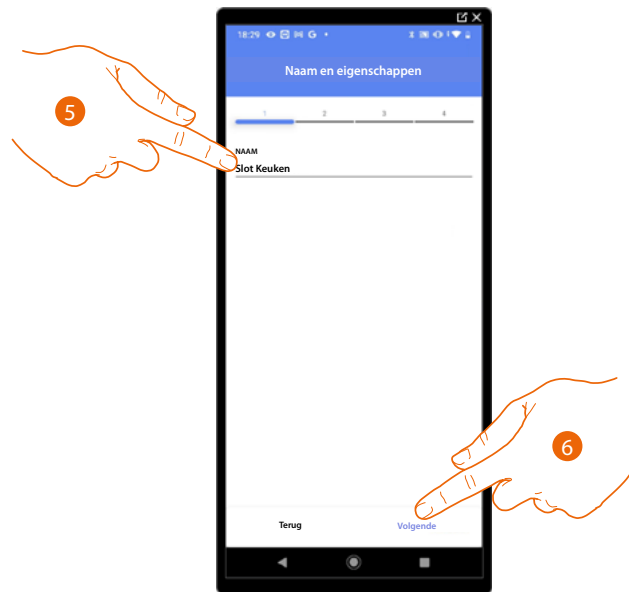 18:29 G
Naam en eigenschappen
1 2 3 4
NAAM
Slot Keuken
5
6
Terug Volgende